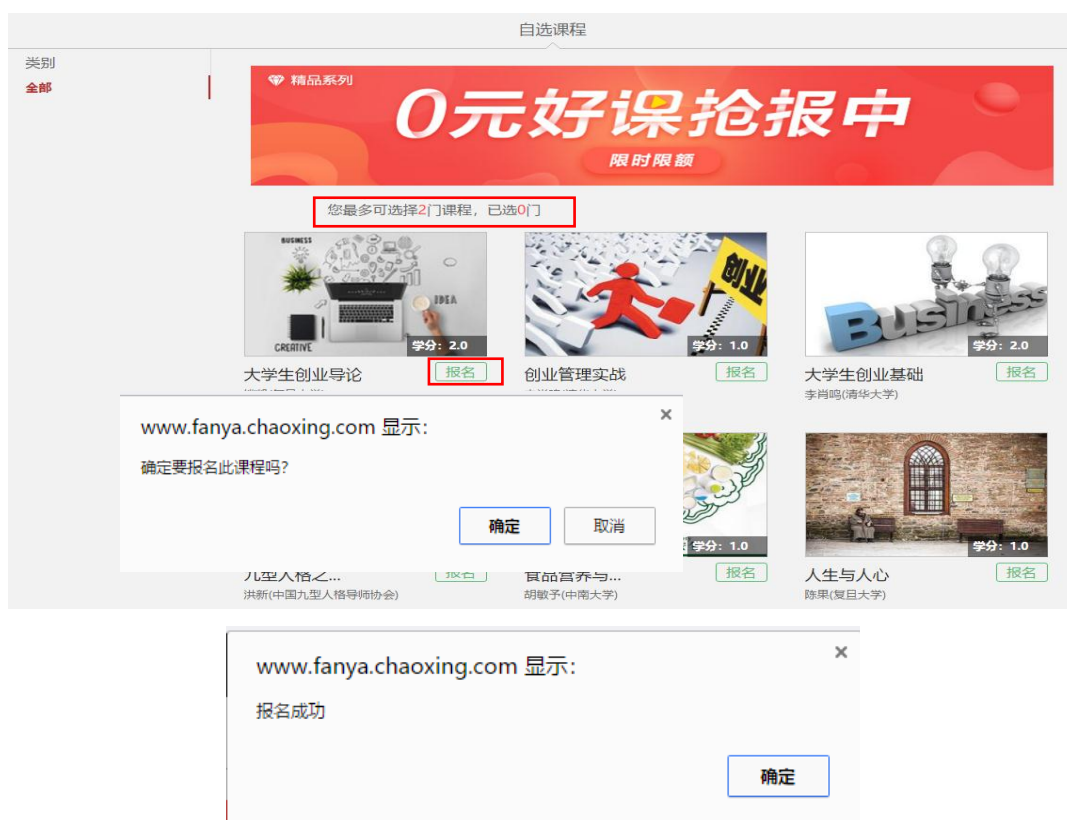 自选课程
类别
全部
精品系列
0元好课抢报中
限时限额
您最多可选择2门课程，已选0门
BUSINESS
IDEA
CREATIVE
学分：2.0
创业
学分：1.0
BUSINESS
学分：2.0
大学生创业导论
报名
创业管理实战
报名
大学生创业基础
报名
李肖鸣(清华大学)
www.fanya.chaoxing.com 显示：
×
确定要报名此课程吗？
确定
取消
学分：1.0
学分：1.0
九型人格之...
报名
食品营养与...
报名
人生与人心
报名
洪新(中国九型人格导师协会)
胡敏予(中南大学)
陈果(复旦大学)
www.fanya.chaoxing.com 显示：
×
报名成功
确定